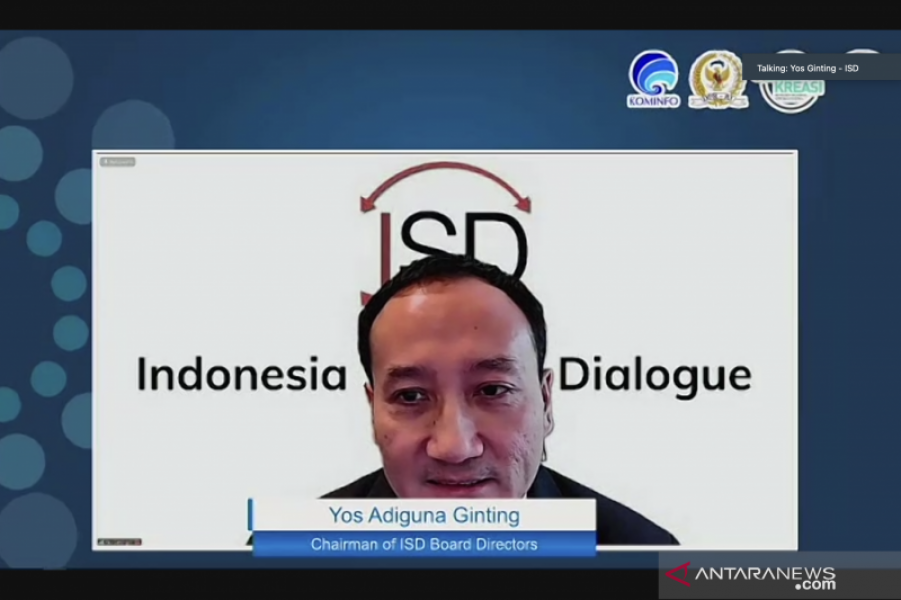 Talking: Yos Ginting - ISD
KOMINFO
KREASI
ISD
Indonesia Dialogue
Yos Adiguna Ginting
Chairman of ISD Board Directors
ANTARANEWS
.com